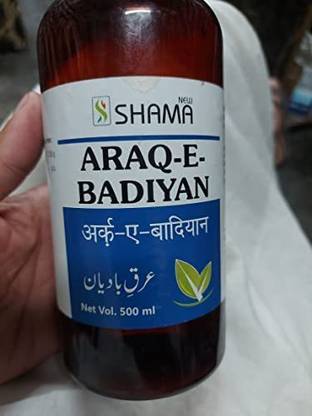 NEW
SHAMA
ARAQ-E-
BADIYAN
अर्क़-ए-बादियान
عرقِ بادیان
Net Vol. 500 ml